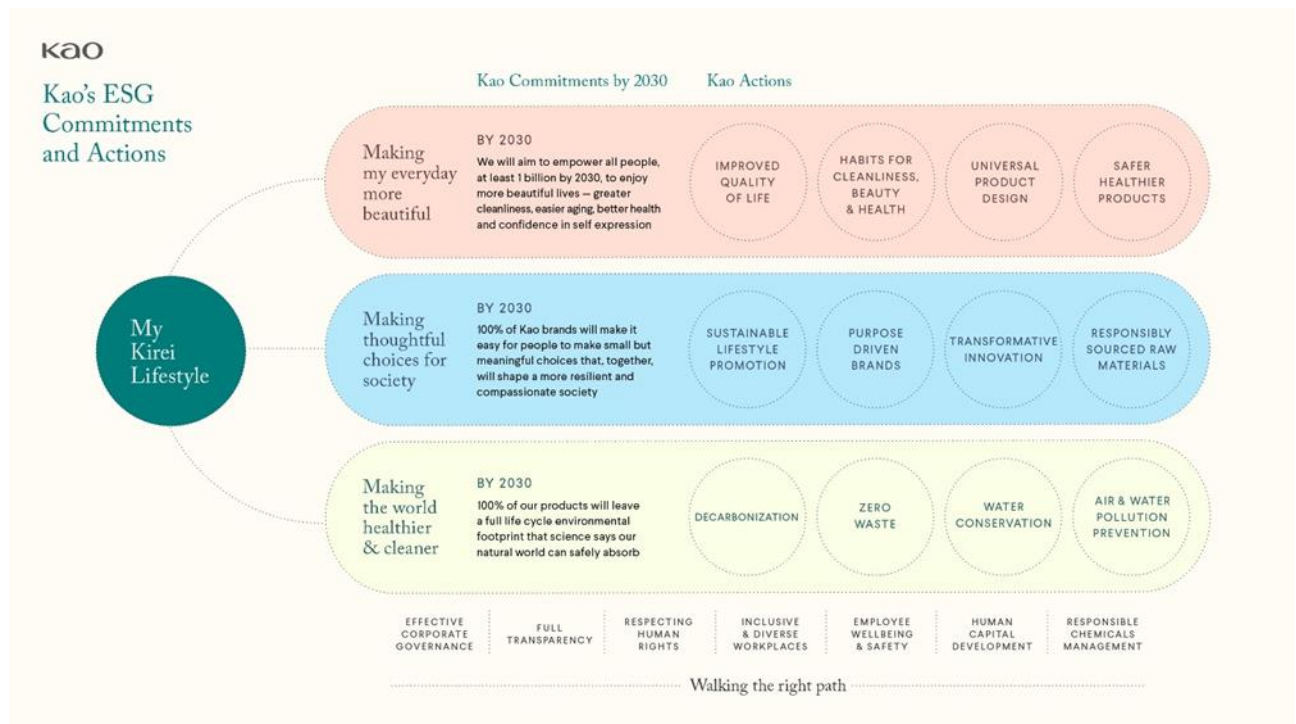 Kao
Kao's ESG
Commitments
and Actions
Kao Commitments by 2030
Kao Actions
My
Kirei
Lifestyle
Making
my everyday
more
beautiful
BY 2030
We will aim to empower all people,
at least 1 billion by 2030, to enjoy
more beautiful lives – greater
cleanliness, easier aging, better health
and confidence in self expression
IMPROVED
QUALITY
OF LIFE
HABITS FOR
CLEANLINESS,
BEAUTY
& HEALTH
UNIVERSAL
PRODUCT
DESIGN
SAFER
HEALTHIER
PRODUCTS
Making
thoughtful
choices for
society
BY 2030
100% of Kao brands will make it
easy for people to make small but
meaningful choices that, together,
will shape a more resilient and
compassionate society
SUSTAINABLE
LIFESTYLE
PROMOTION
PURPOSE
DRIVEN
BRANDS
TRANSFORMATIVE
INNOVATION
RESPONSIBLY
SOURCED RAW
MATERIALS
Making
the world
healthier
& cleaner
BY 2030
100% of our products will leave
a full life cycle environmental
footprint that science says our
natural world can safely absorb
DECARBONIZATION
ZERO
WASTE
WATER
CONSERVATION
AIR & WATER
POLLUTION
PREVENTION
EFFECTIVE
CORPORATE
GOVERNANCE
FULL
TRANSPARENCY
RESPECTING
HUMAN
RIGHTS
INCLUSIVE
& DIVERSE
WORKPLACES
EMPLOYEE
WELLBEING
& SAFETY
HUMAN
CAPITAL
DEVELOPMENT
RESPONSIBLE
CHEMICALS
MANAGEMENT
Walking the right path